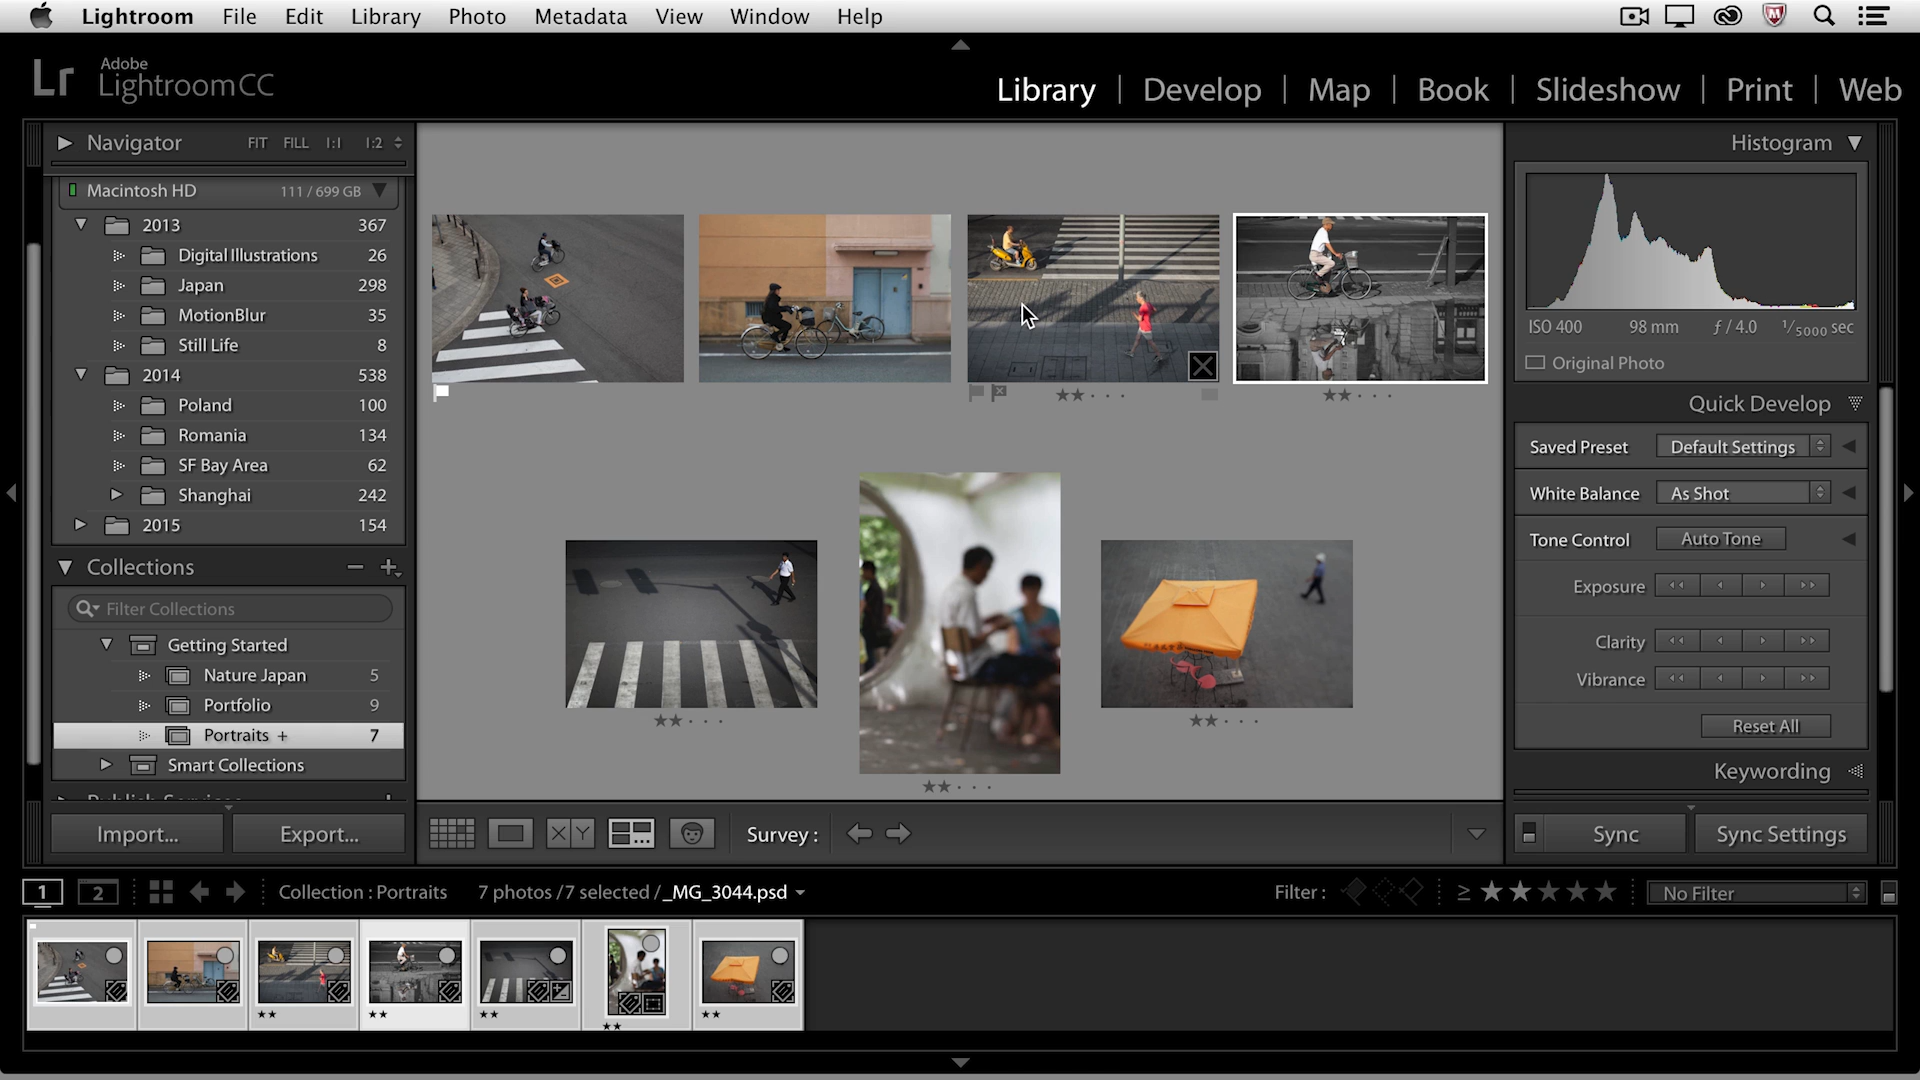 Lightroom File Edit Library Photo Metadata View Window Help
Lr Adobe
Lightroom CC
Library | Develop | Map | Book | Slideshow | Print | Web
Navigator FIT FILL 1:1 1:2
Macintosh HD 111 / 699 GB
2013 367
Digital Illustrations 26
Japan 298
MotionBlur 35
Still Life 8
2014 538
Poland 100
Romania 134
SF Bay Area 62
Shanghai 242
2015 154
Collections
Filter Collections
Getting Started
Nature Japan 5
Portfolio 9
Portraits + 7
Smart Collections
Publish Services
Import... Export...
X Y
Survey :
Histogram
ISO 400 98 mm ƒ / 4.0 1/5000 sec
Original Photo
Quick Develop
Saved Preset Default Settings
White Balance As Shot
Tone Control Auto Tone
Exposure
Clarity
Vibrance
Reset All
Keywording
Sync Sync Settings
1 2 Collection : Portraits 7 photos / 7 selected / _MG_3044.psd Filter : ≥ ★★★★★ No Filter